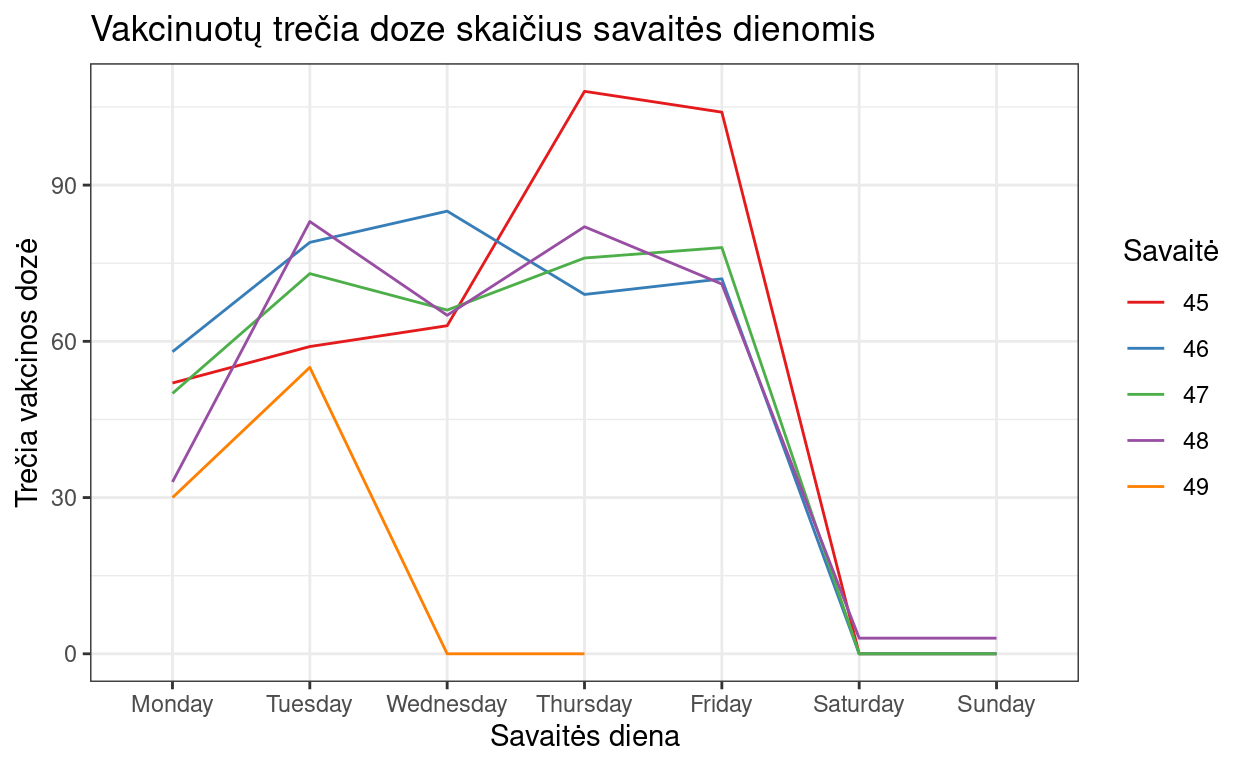 Vakcinuotų trečia doze skaičius savaitės dienomis
Trečia vakcinos dozė
90
60
30
0
Monday Tuesday Wednesday Thursday Friday Saturday Sunday
Savaitės diena
Savaitė
45
46
47
48
49